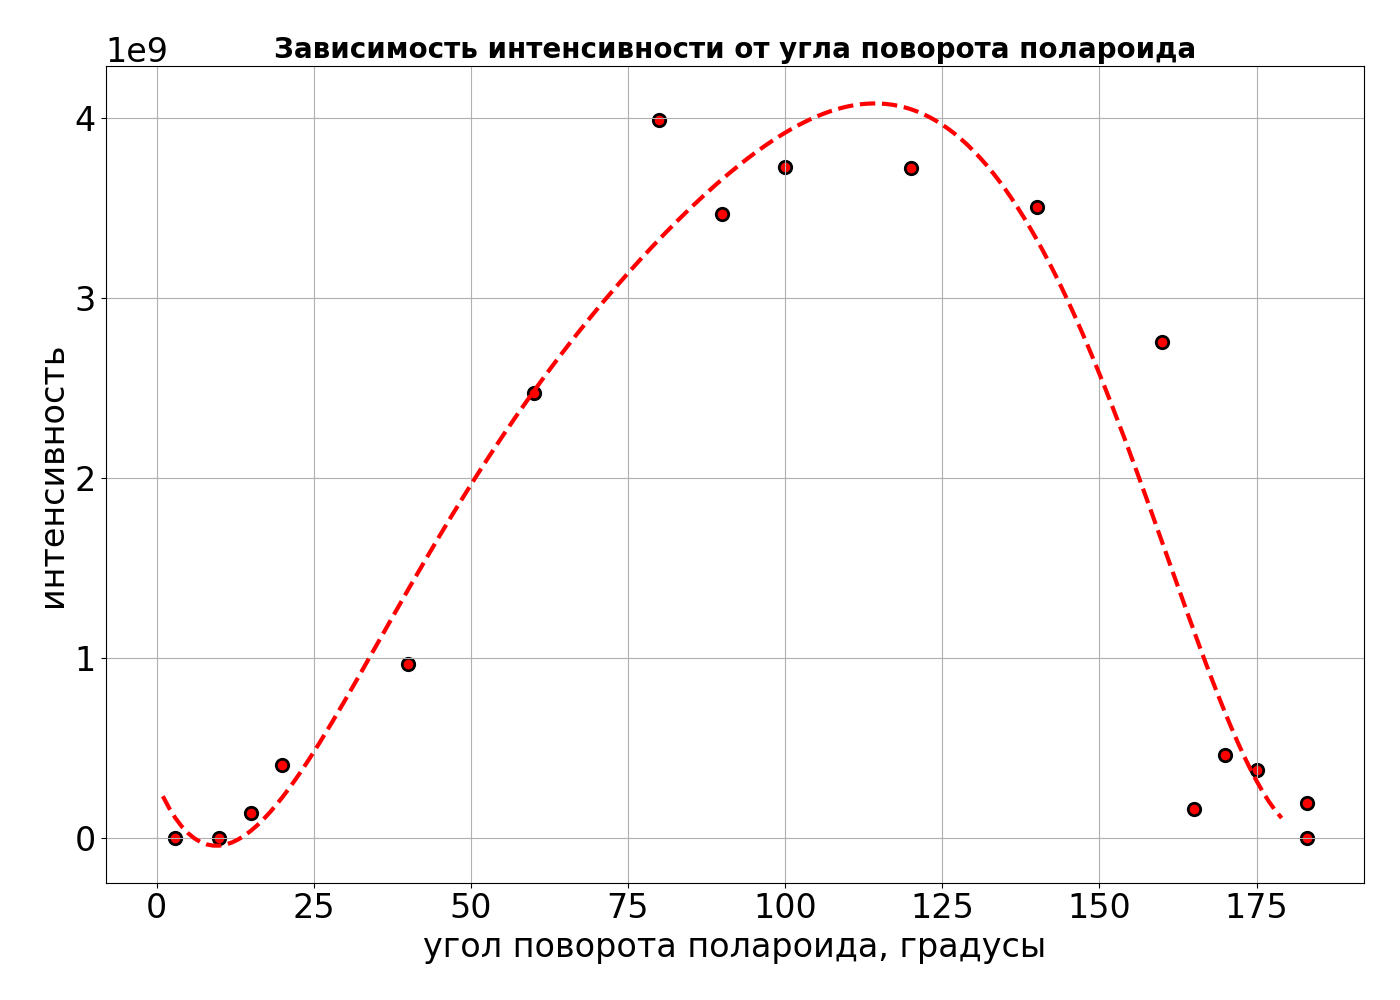 1e9
Зависимость интенсивности от угла поворота полароида
4
3
2
1
0
интенсивность
0 25 50 75 100 125 150 175
угол поворота полароида, градусы